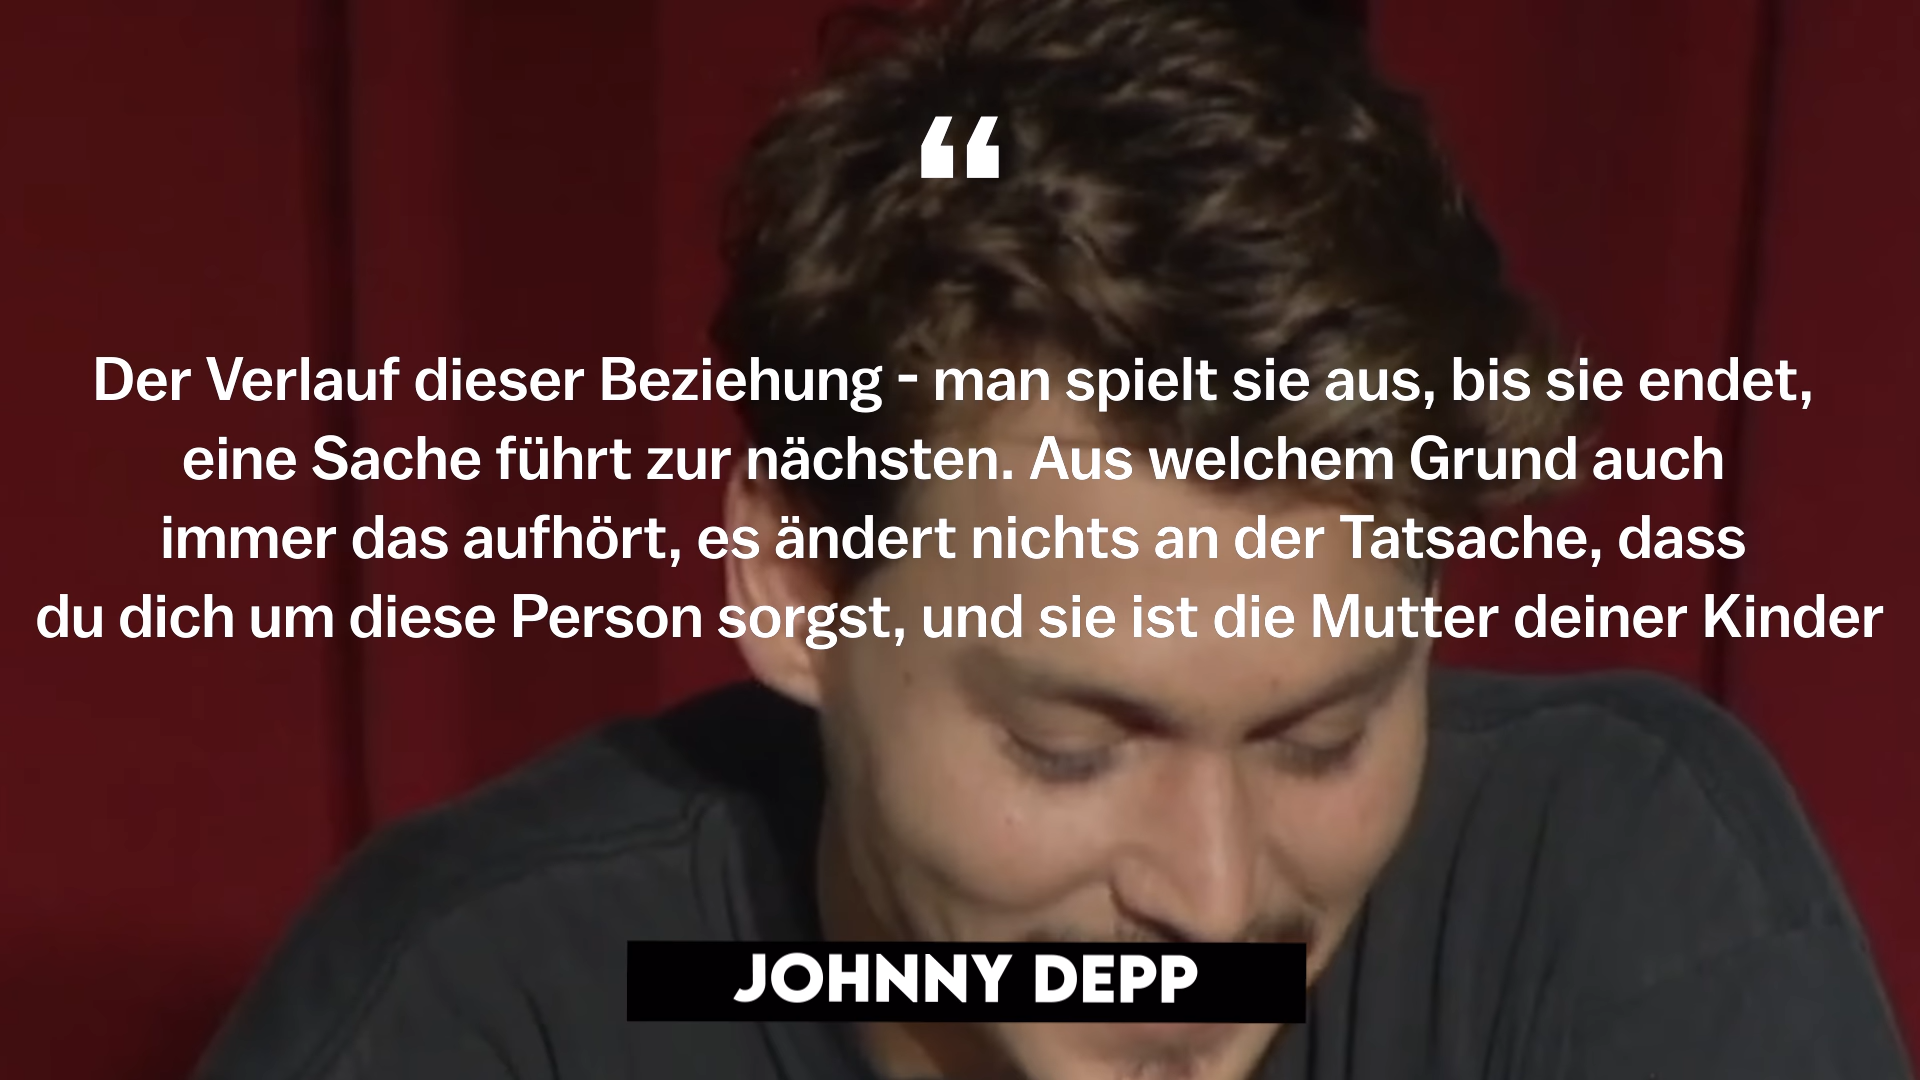 “
Der Verlauf dieser Beziehung - man spielt sie aus, bis sie endet,
eine Sache führt zur nächsten. Aus welchem Grund auch
immer das aufhört, es ändert nichts an der Tatsache, dass
du dich um diese Person sorgst, und sie ist die Mutter deiner Kinder
JOHNNY DEPP